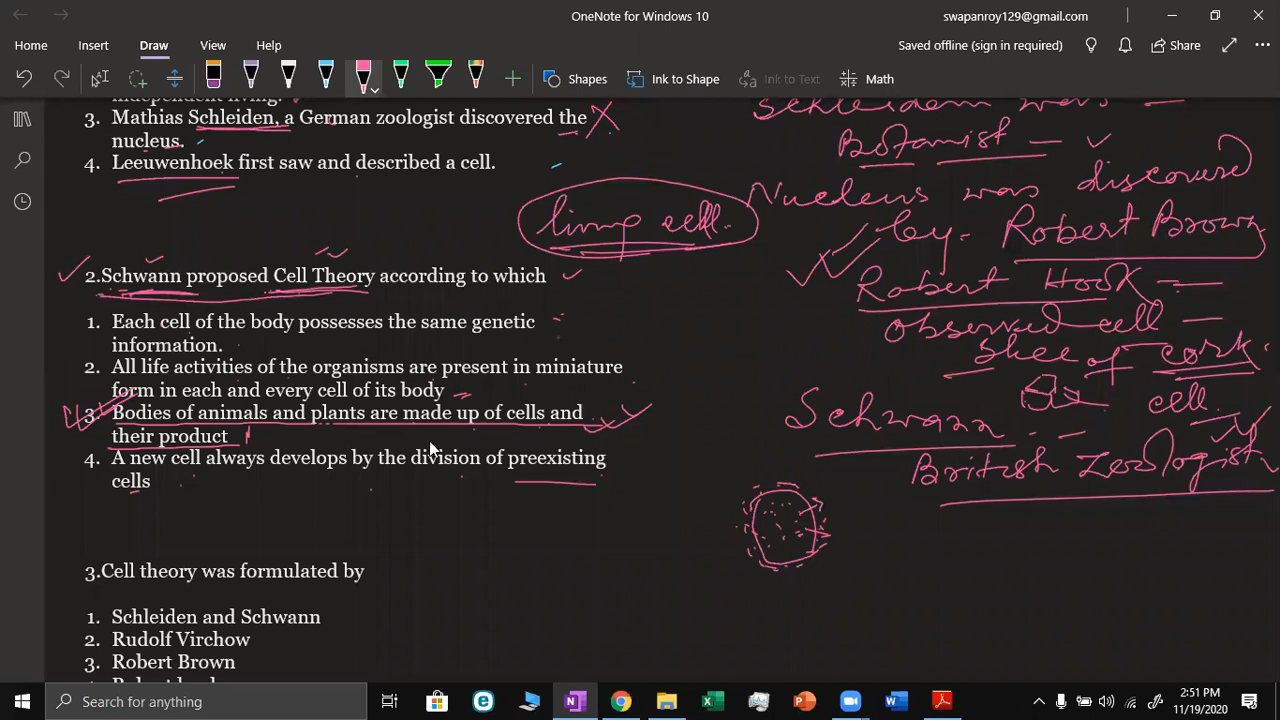 OneNote for Windows 10
swapanroy129@gmail.com
Home Insert Draw View Help
Saved offline (sign in required)
Share
Shapes
Ink to Shape
Ink to Text
Math
independent living.
3. Mathias Schleiden, a German zoologist discovered the
nucleus.
4. Leeuwenhoek first saw and described a cell.
living cell.
2.Schwann proposed Cell Theory according to which
1. Each cell of the body possesses the same genetic
information.
2. All life activities of the organisms are present in miniature
form in each and every cell of its body
3. Bodies of animals and plants are made up of cells and
their product
4. A new cell always develops by the division of preexisting
cells
3.Cell theory was formulated by
1. Schleiden and Schwann
2. Rudolf Virchow
3. Robert Brown
Schleiden was –
Botanist –
Nucleus was discovered
by. Robert Brown
Robert Hook =
observed cell –
slice of cork.
cell
Schwann. –
British Zoologist
Search for anything
2:51 PM
11/19/2020